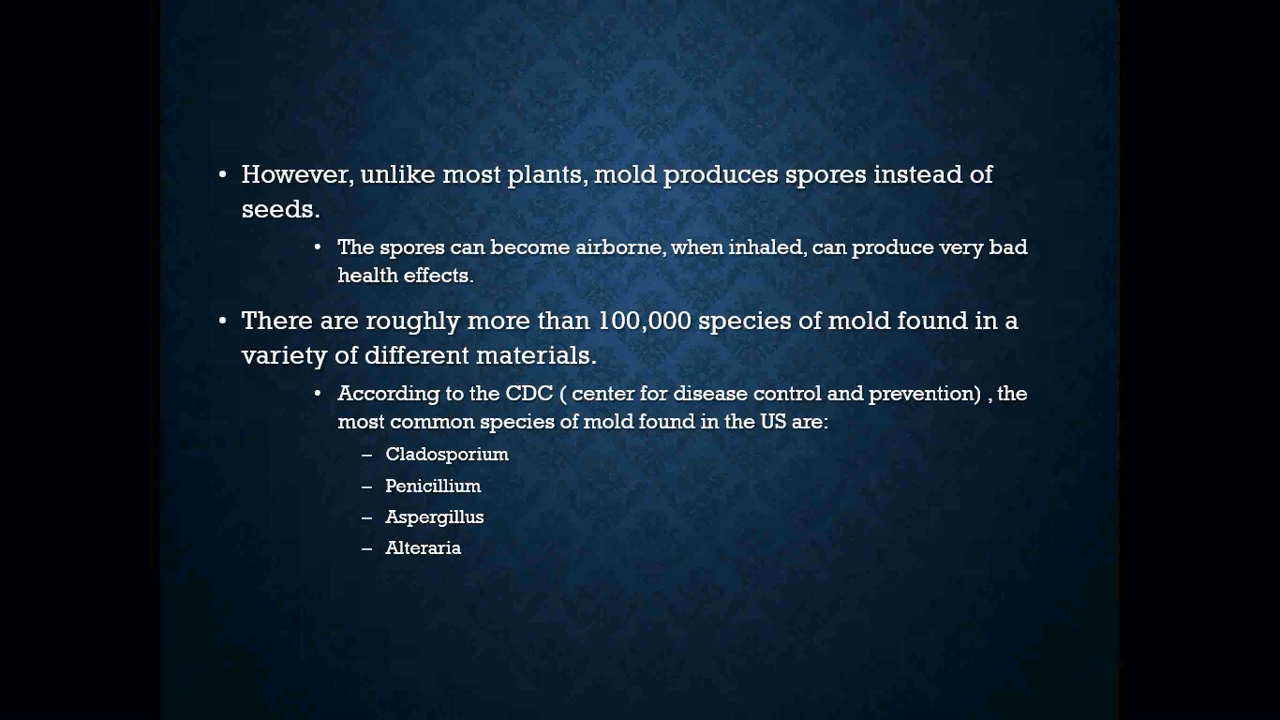 • However, unlike most plants, mold produces spores instead of
seeds.
• The spores can become airborne, when inhaled, can produce very bad
health effects.
• There are roughly more than 100,000 species of mold found in a
variety of different materials.
• According to the CDC ( center for disease control and prevention) , the
most common species of mold found in the US are:
– Cladosporium
– Penicillium
– Aspergillus
– Alteraria